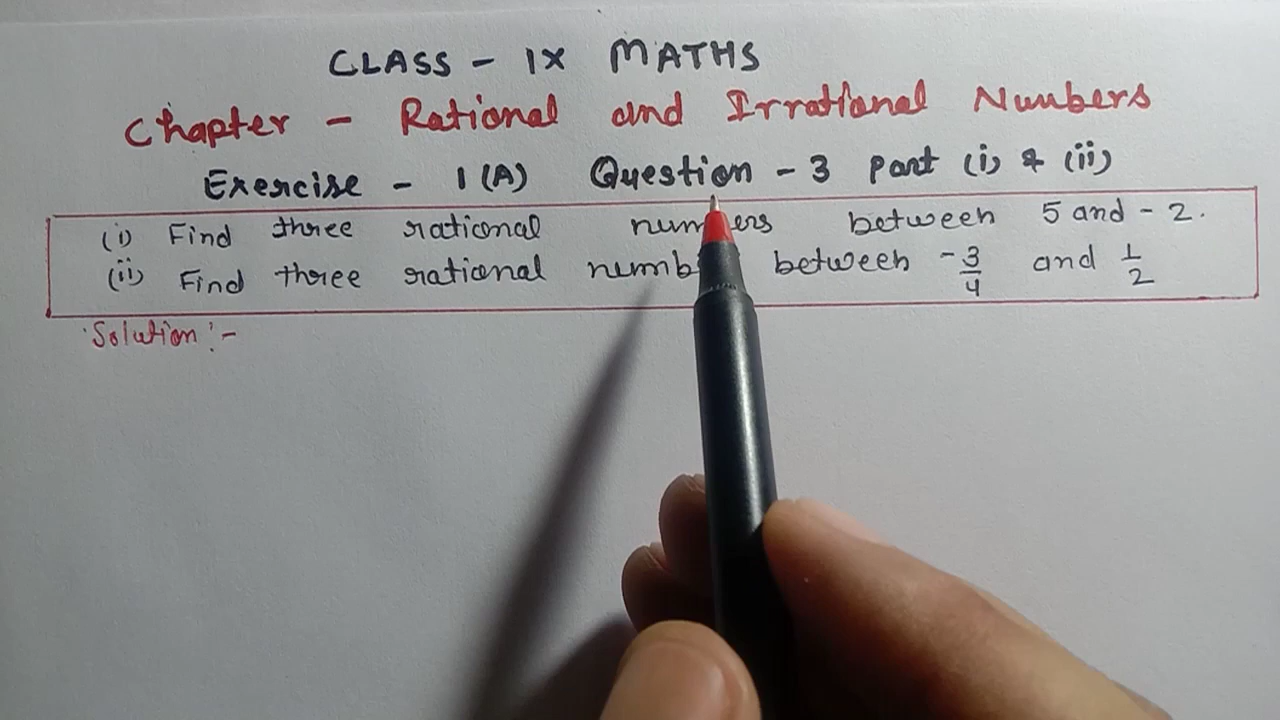 CLASS - IX MATHS
Chapter - Rational and Irrational Numbers
Exercise - 1(A) Question - 3 Part (i) & (ii)
(i) Find three rational numbers between 5 and - 2.
(ii) Find three rational between -3/4 and 1/2
Solution:-